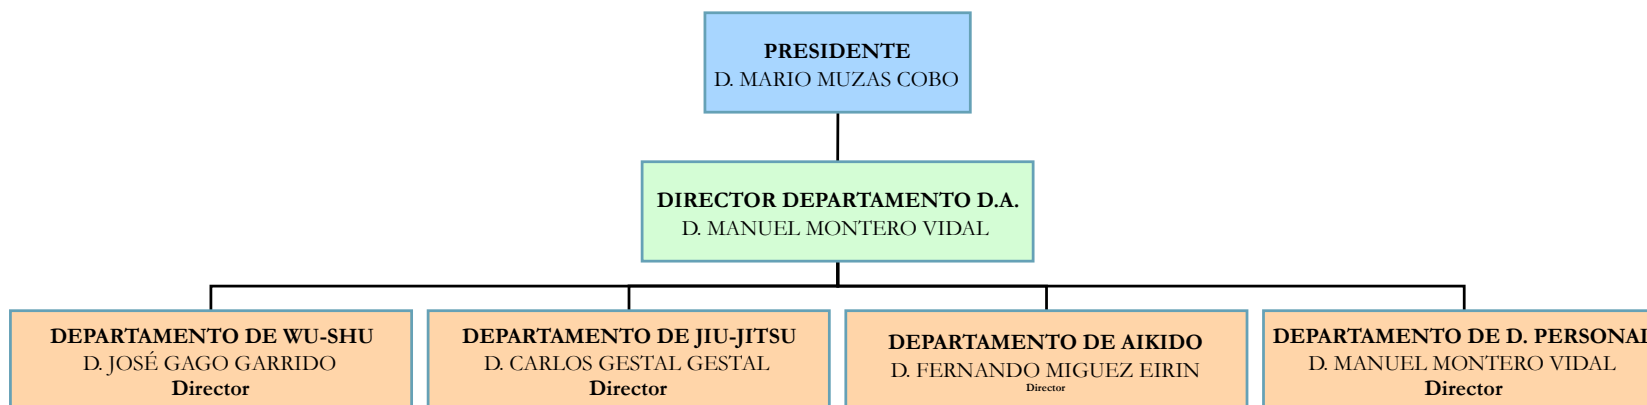 PRESIDENTE
D. MARIO MUZAS COBO
DIRECTOR DEPARTAMENTO D.A.
D. MANUEL MONTERO VIDAL
DEPARTAMENTO DE WU-SHU
D. JOSÉ GAGO GARRIDO
Director
DEPARTAMENTO DE JIU-JITSU
D. CARLOS GESTAL GESTAL
Director
DEPARTAMENTO DE AIKIDO
D. FERNANDO MIGUEZ EIRIN
Director
DEPARTAMENTO DE D. PERSONAL
D. MANUEL MONTERO VIDAL
Director